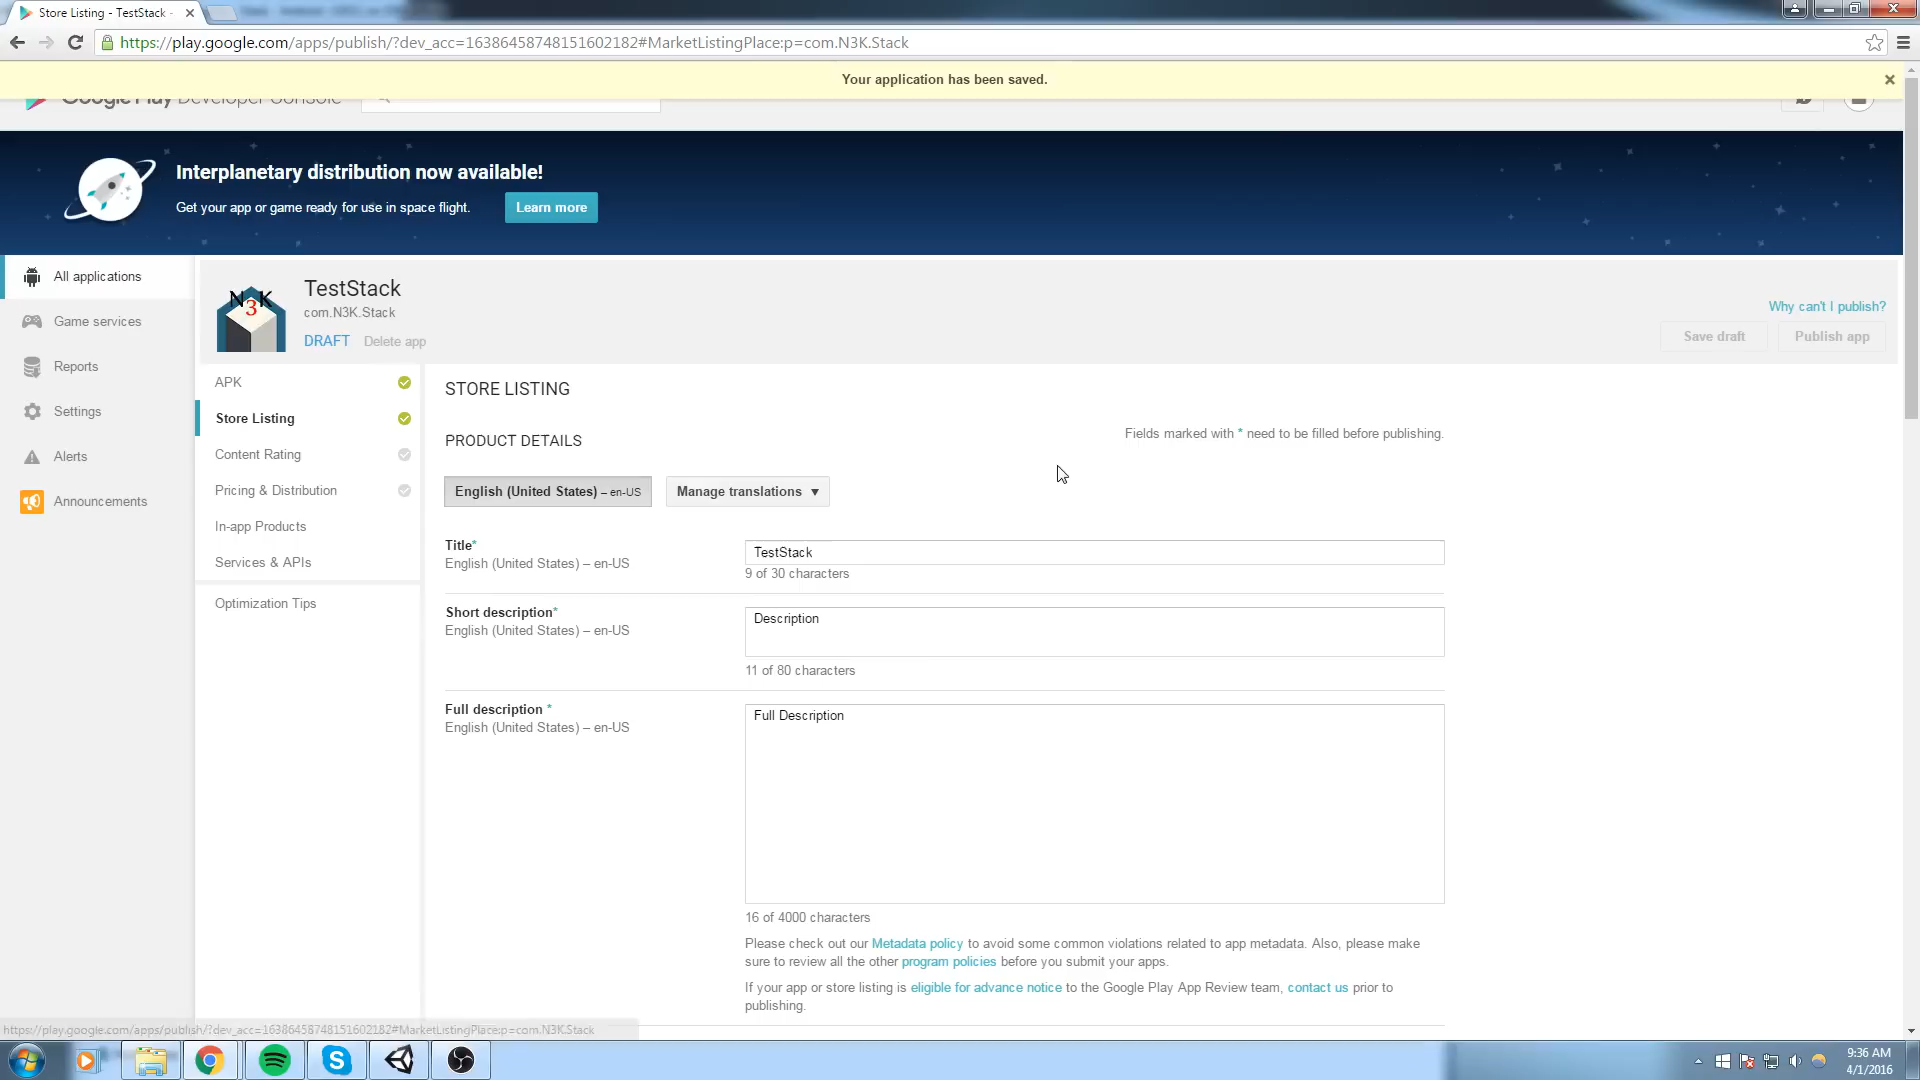 Store Listing - TestStack -
https://play.google.com/apps/publish/?dev_acc=16386458748151602182#MarketListingPlace:p=com.N3K.Stack
Your application has been saved.
Google Play Developer Console
Interplanetary distribution now available!
Get your app or game ready for use in space flight.
Learn more
All applications
Game services
Reports
Settings
Alerts
Announcements
N3K
TestStack
com.N3K.Stack
DRAFT Delete app
Why can't I publish?
Save draft
Publish app
APK
Store Listing
Content Rating
Pricing & Distribution
In-app Products
Services & APIs
Optimization Tips
STORE LISTING
PRODUCT DETAILS
Fields marked with * need to be filled before publishing.
English (United States) – en-US
Manage translations
Title*
English (United States) – en-US
TestStack
9 of 30 characters
Short description*
English (United States) – en-US
Description
11 of 80 characters
Full description *
English (United States) – en-US
Full Description
16 of 4000 characters
Please check out our Metadata policy to avoid some common violations related to app metadata. Also, please make
sure to review all the other program policies before you submit your apps.
If your app or store listing is eligible for advance notice to the Google Play App Review team, contact us prior to
publishing.
https://play.google.com/apps/publish/?dev_acc=16386458748151602182#MarketListingPlace:p=com.N3K.Stack
9:36 AM
4/1/2016